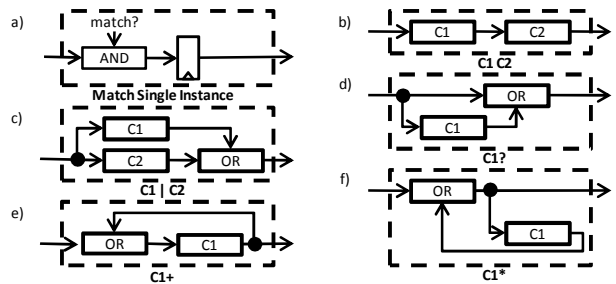 a)
match?
AND
Match Single Instance
b)
C1
C2
C1 C2
c)
C1
C2
OR
C1 | C2
d)
OR
C1
C1?
e)
OR
C1
C1+
f)
OR
C1
C1*